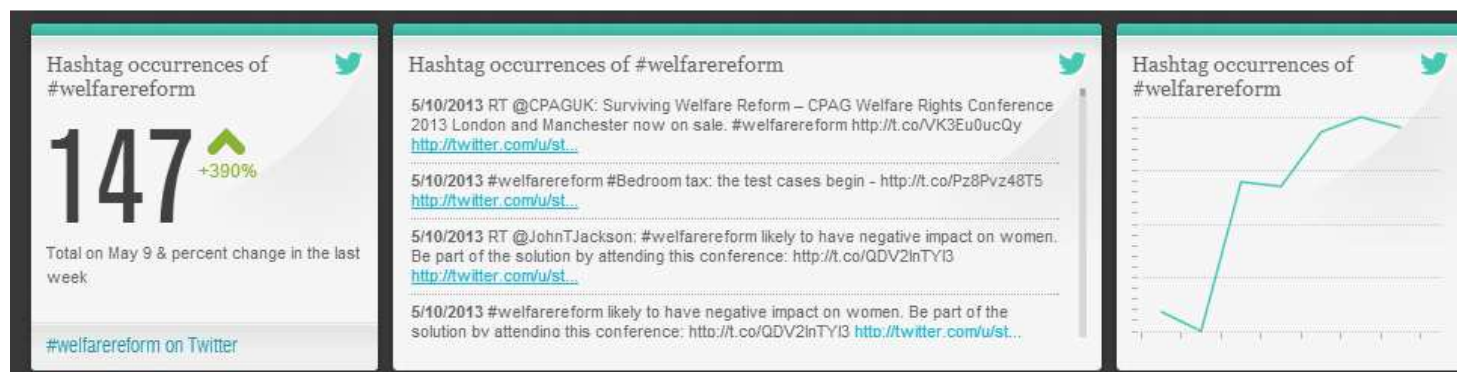 Hashtag occurrences of
#welfarereform
147
+390%
Total on May 9 & percent change in the last
week
#welfarereform on Twitter
Hashtag occurrences of #welfarereform
5/10/2013 RT @CPAGUK: Surviving Welfare Reform – CPAG Welfare Rights Conference
2013 London and Manchester now on sale. #welfarereform http://t.co/VK3Eu0ucQy
http://twitter.com/u/st...
5/10/2013 #welfarereform #Bedroom tax: the test cases begin - http://t.co/Pz8Pvz48T5
http://twitter.com/u/st...
5/10/2013 RT @JohnTJackson: #welfarereform likely to have negative impact on women.
Be part of the solution by attending this conference: http://t.co/QDV2lnTYI3
http://twitter.com/u/st...
5/10/2013 #welfarereform likely to have negative impact on women. Be part of the
solution by attending this conference: http://t.co/QDV2lnTYI3 http://twitter.com/u/st...
Hashtag occurrences of
#welfarereform